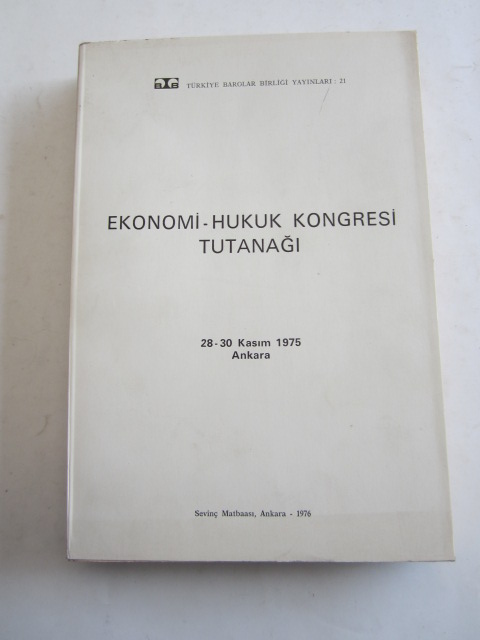 TÜRKİYE BAROLAR BİRLİĞİ YAYINLARI: 21
EKONOMİ-HUKUK KONGRESİ
TUTANAĞI
28-30 Kasım 1975
Ankara
Sevinç Matbaası, Ankara - 1976